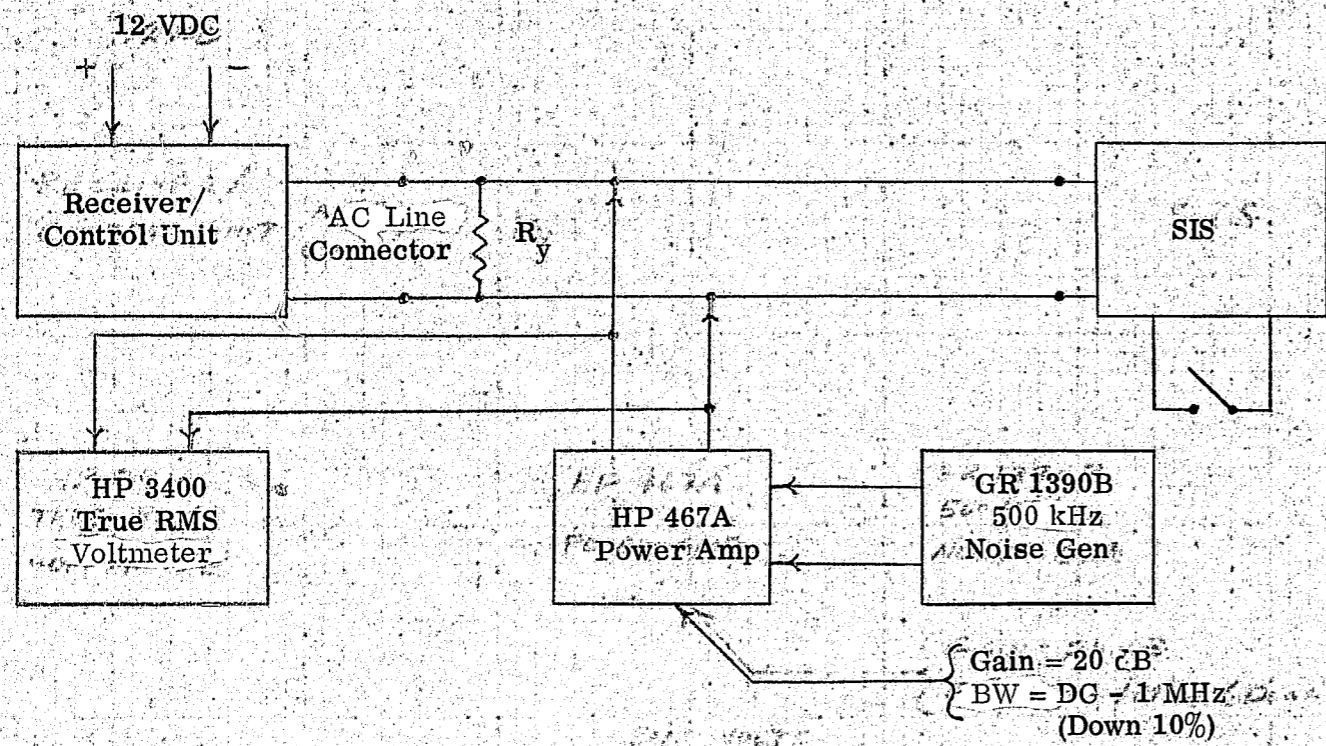 12 VDC
+ −
Receiver/
Control Unit
AC Line
Connector
R_y
SIS
HP 3400
True RMS
Voltmeter
HP 467A
Power Amp
GR 1390B
500 kHz
Noise Gen
Gain = 20 dB
BW = DC - 1 MHz
(Down 10%)